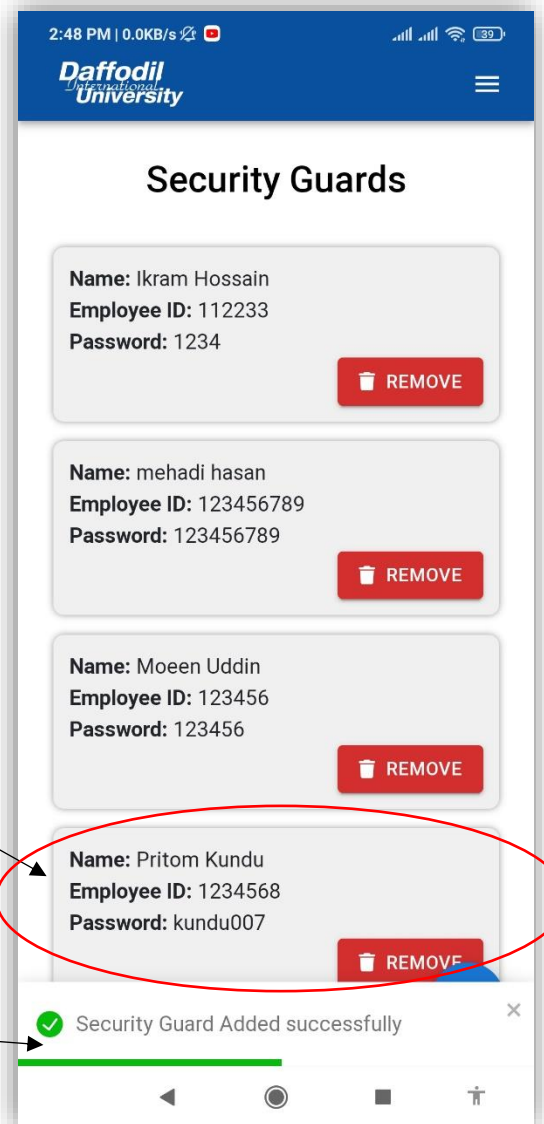 2:48 PM | 0.0KB/s
39
Daffodil
International
University
Security Guards
Name: Ikram Hossain
Employee ID: 112233
Password: 1234
REMOVE
Name: mehadi hasan
Employee ID: 123456789
Password: 123456789
REMOVE
Name: Moeen Uddin
Employee ID: 123456
Password: 123456
REMOVE
Name: Pritom Kundu
Employee ID: 1234568
Password: kundu007
REMOVE
Security Guard Added successfully